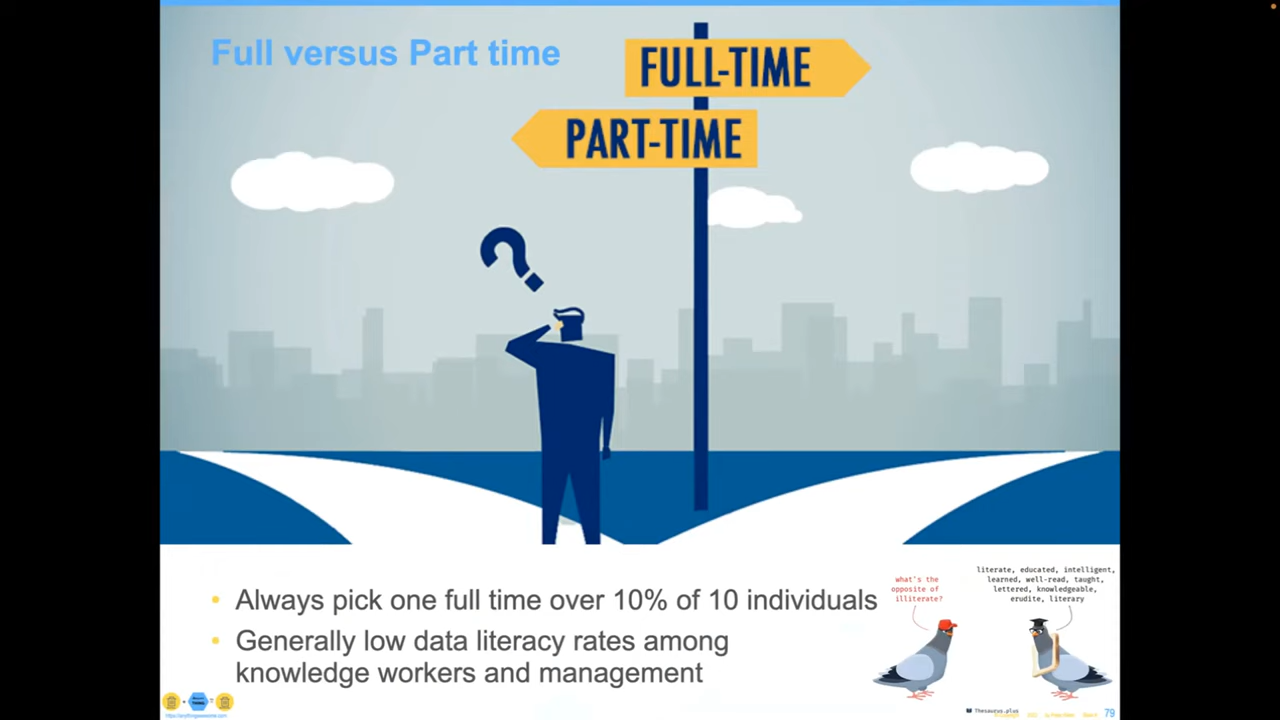 Full versus Part time
FULL-TIME
PART-TIME
?
• Always pick one full time over 10% of 10 individuals
• Generally low data literacy rates among
knowledge workers and management
what's the
opposite of
illiterate?
literate, educated, intelligent,
learned, well-read, taught,
lettered, knowledgeable,
erudite, literary
Thesaurus.plus
79